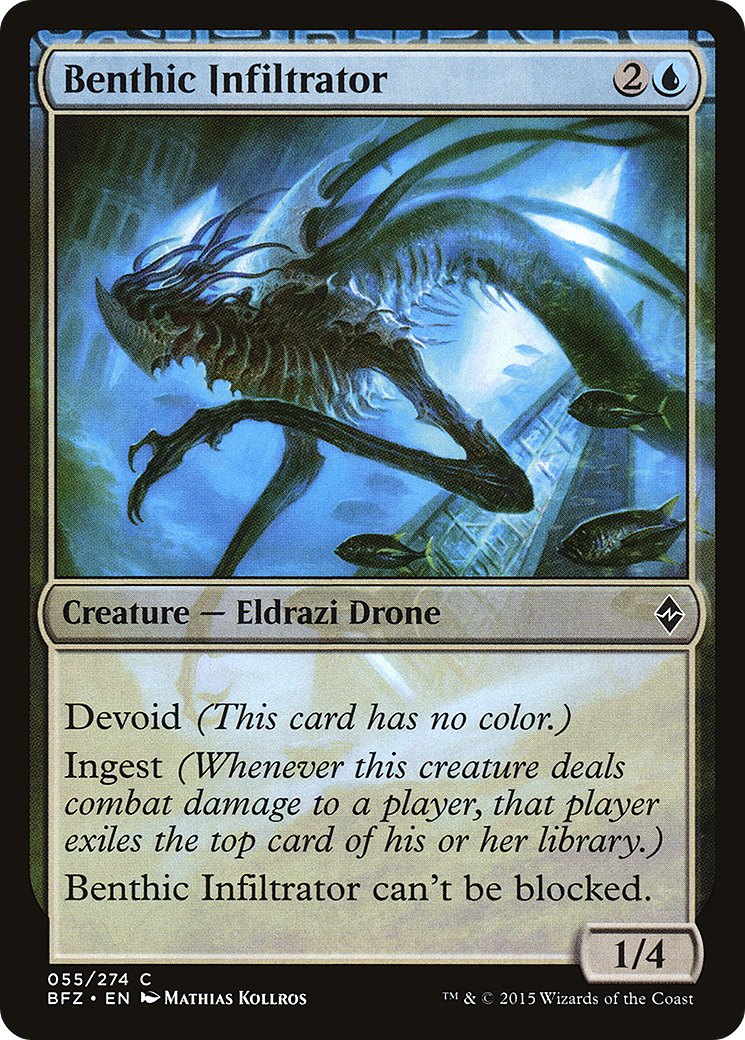 Benthic Infiltrator 2
Creature — Eldrazi Drone
Devoid (This card has no color.)
Ingest (Whenever this creature deals
combat damage to a player, that player
exiles the top card of his or her library.)
Benthic Infiltrator can't be blocked.
1/4
055/274 C
BFZ • EN Mathias Kollros
™ & © 2015 Wizards of the Coast